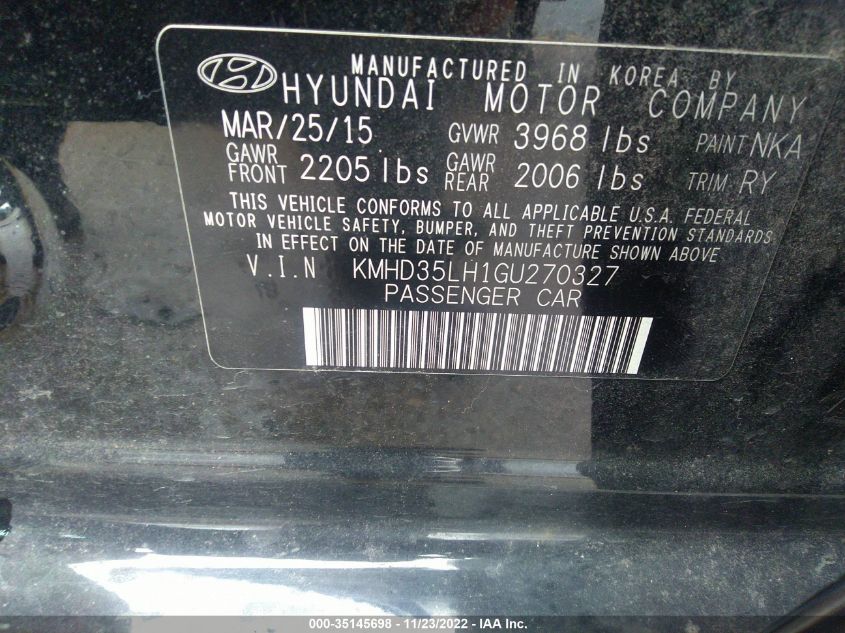 MANUFACTURED IN KOREA BY
HYUNDAI MOTOR COMPANY
MAR/25/15 GVWR 3968 lbs PAINT NKA
GAWR FRONT 2205 lbs GAWR REAR 2006 lbs TRIM RY
THIS VEHICLE CONFORMS TO ALL APPLICABLE U.S.A. FEDERAL
MOTOR VEHICLE SAFETY, BUMPER, AND THEFT PREVENTION STANDARDS
IN EFFECT ON THE DATE OF MANUFACTURE SHOWN ABOVE
V.I.N KMHD35LH1GU270327
PASSENGER CAR
000-35145698 - 11/23/2022 - IAA Inc.